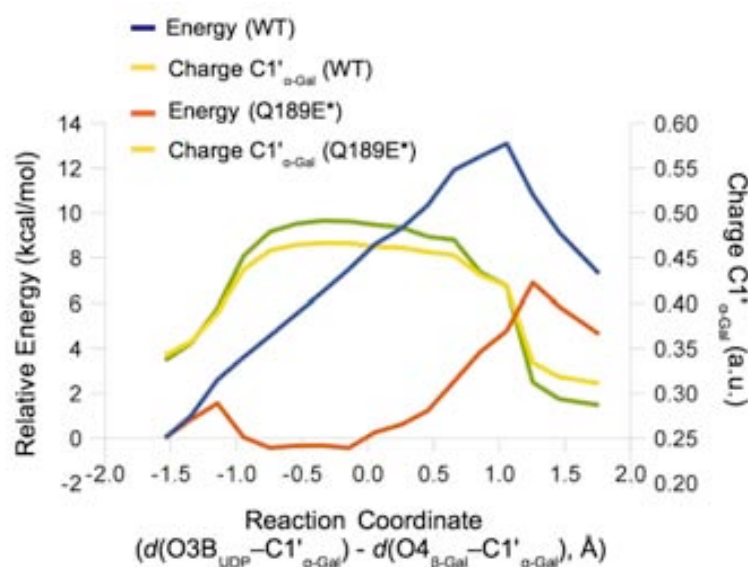 Energy (WT)
Charge C1'α-Gal (WT)
Energy (Q189E*)
Charge C1'α-Gal (Q189E*)
Relative Energy (kcal/mol)
14
12
10
8
6
4
2
0
-2
0.60
0.55
0.50
0.45
0.40
0.35
0.30
0.25
0.20
Charge C1'α-Gal (a.u.)
-2.0 -1.5 -1.0 -0.5 0.0 0.5 1.0 1.5 2.0
Reaction Coordinate
(d(O3BUDP–C1'α-Gal) - d(O4β-Gal–C1'α-Gal), Å)